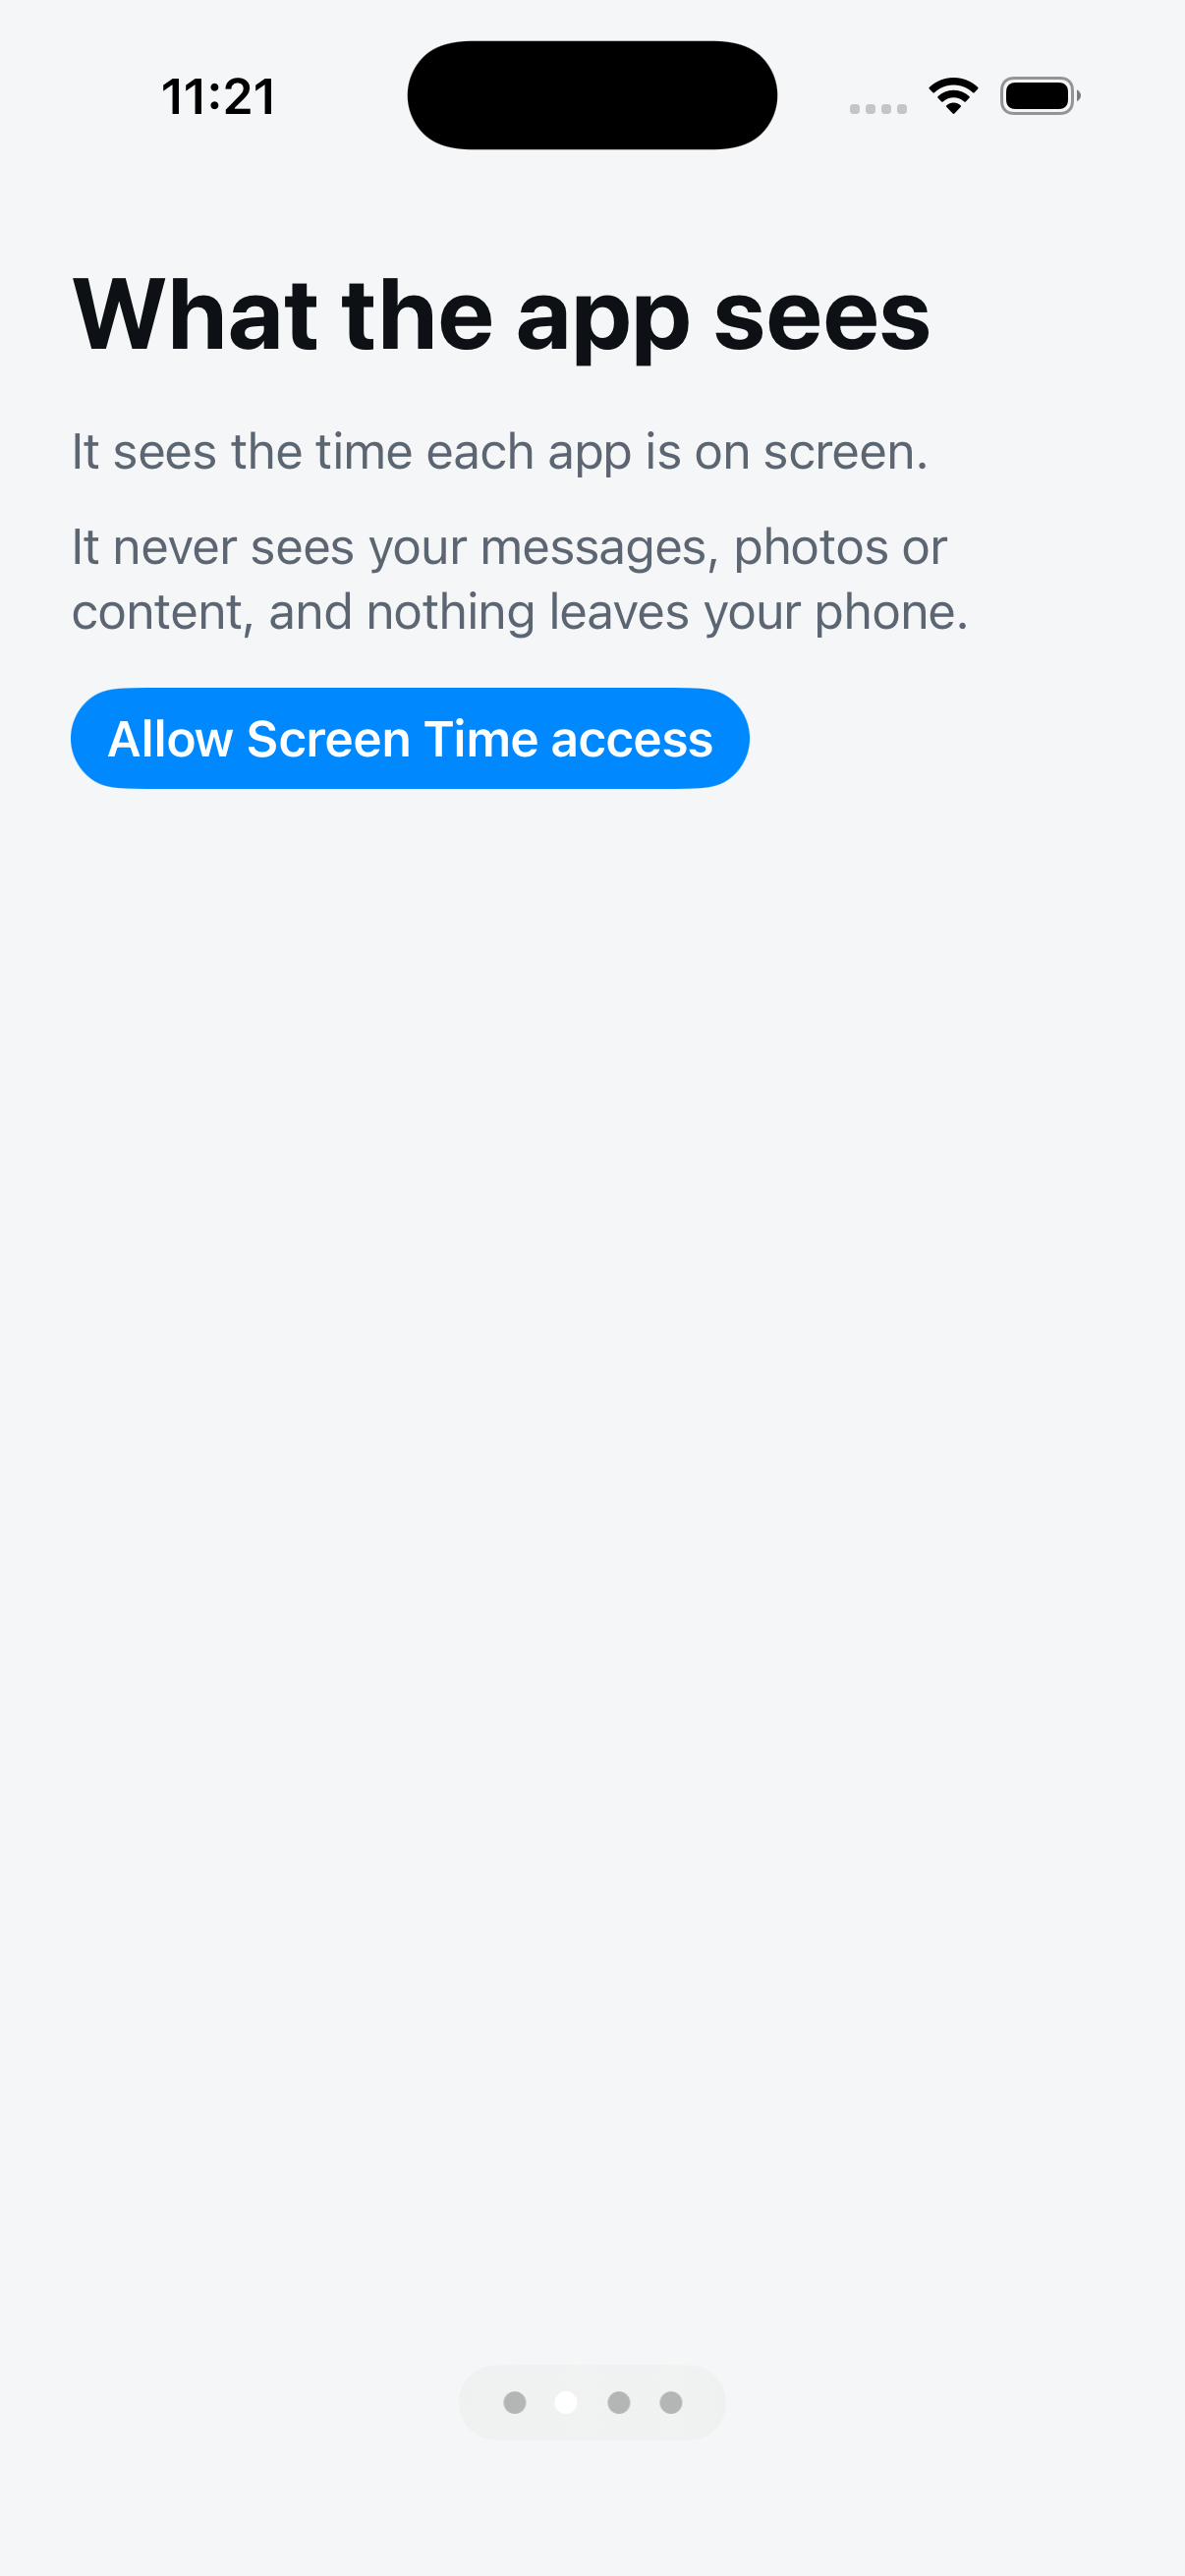 11:21
What the app sees
It sees the time each app is on screen.
It never sees your messages, photos or
content, and nothing leaves your phone.
Allow Screen Time access